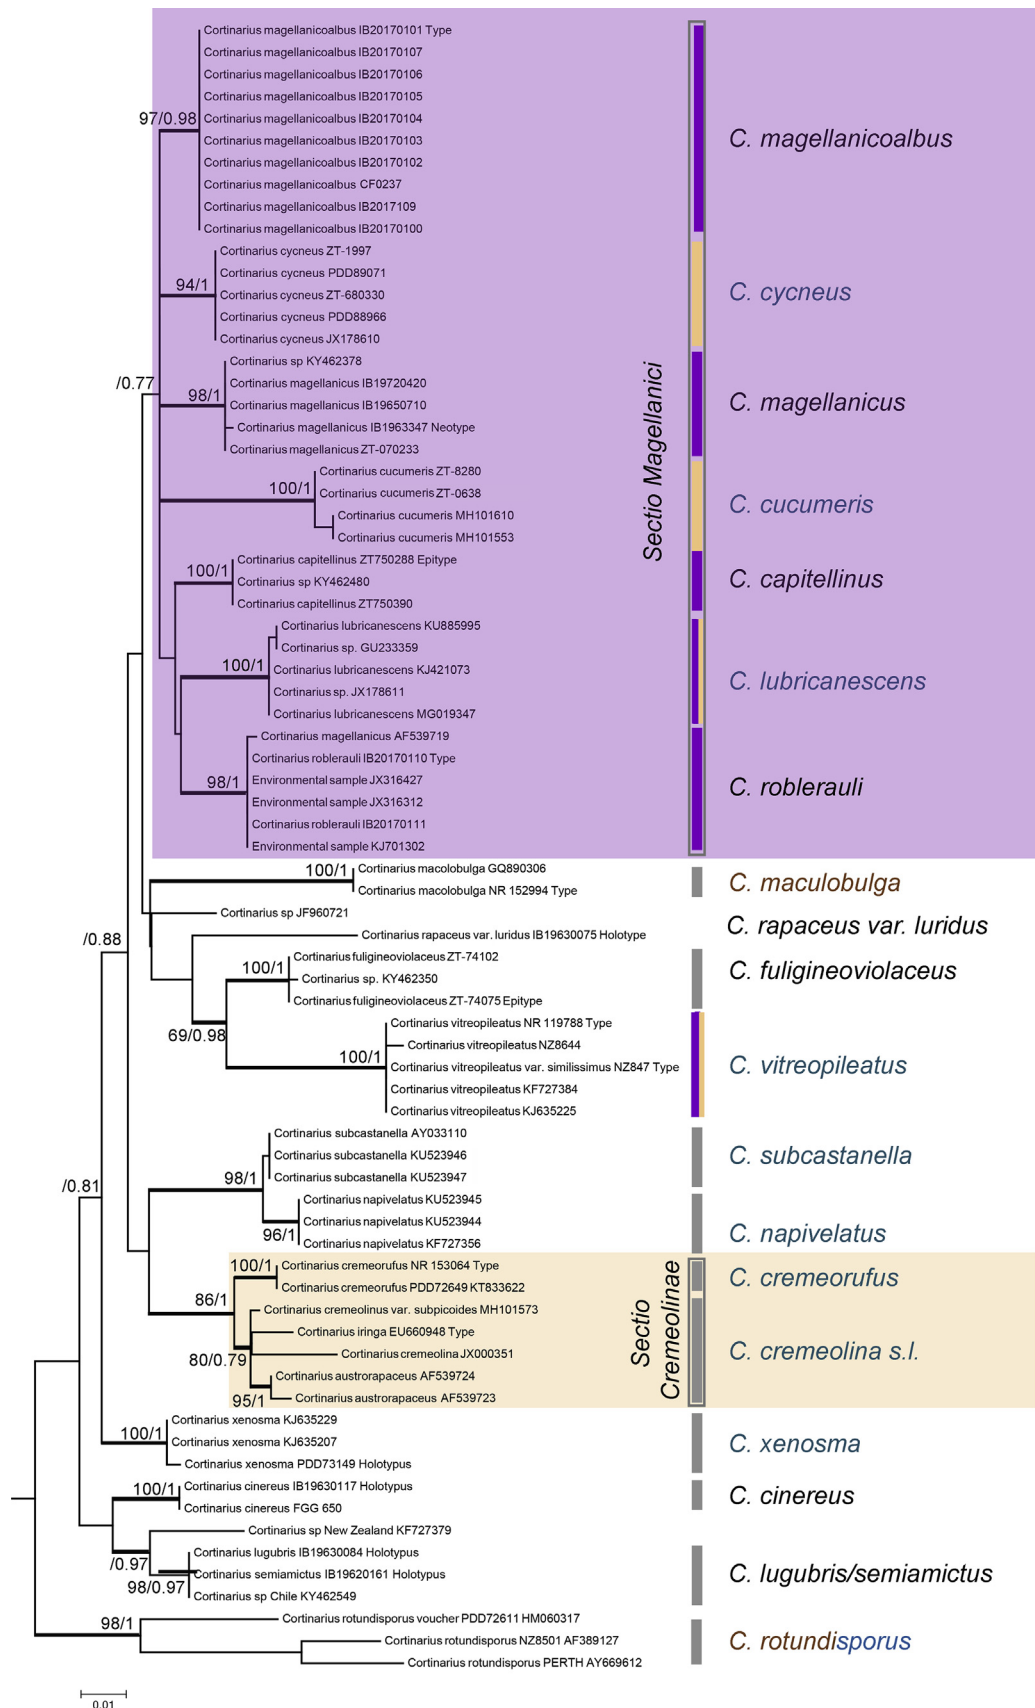 Cortinarius magellanicoalbus IB20170101 Type
Cortinarius magellanicoalbus IB20170107
Cortinarius magellanicoalbus IB20170106
Cortinarius magellanicoalbus IB20170105
97/0.98
Cortinarius magellanicoalbus IB20170104
Cortinarius magellanicoalbus IB20170103
C. magellanicoalbus
Cortinarius magellanicoalbus IB20170102
Cortinarius magellanicoalbus CF0237
Cortinarius magellanicoalbus IB2017109
Cortinarius magellanicoalbus IB20170100
Cortinarius cycneus ZT-1997
Cortinarius cycneus PDD89071
94/1
Cortinarius cycneus ZT-680330
C. cycneus
Cortinarius cycneus PDD88966
Cortinarius cycneus JX178610
Cortinarius sp KY462378
/0.77
Cortinarius magellanicus IB19720420
98/1
Cortinarius magellanicus IB19650710
C. magellanicus
Cortinarius magellanicus IB1963347 Neotype
Cortinarius magellanicus ZT-070233
Sectio Magellanici
Cortinarius cucumeris ZT-8280
100/1
Cortinarius cucumeris ZT-0638
C. cucumeris
Cortinarius cucumeris MH101610
Cortinarius cucumeris MH101553
Cortinarius capitellinus ZT750288 Epitype
100/1
Cortinarius sp KY462480
C. capitellinus
Cortinarius capitellinus ZT750390
Cortinarius lubricanescens KU885995
Cortinarius sp. GU233359
100/1
Cortinarius lubricanescens KJ421073
C. lubricanescens
Cortinarius sp. JX178611
Cortinarius lubricanescens MG019347
Cortinarius magellanicus AF539719
Cortinarius roblerauli IB20170110 Type
98/1
Environmental sample JX316427
C. roblerauli
Environmental sample JX316312
Cortinarius roblerauli IB20170111
Environmental sample KJ701302
100/1
Cortinarius macolobulga GQ890306
C. maculobulga
Cortinarius macolobulga NR 152994 Type
Cortinarius sp JF960721
C. rapaceus var. luridus
/0.88
Cortinarius rapaceus var. luridus IB19630075 Holotype
Cortinarius fuligineoviolaceus ZT-74102
100/1
Cortinarius sp. KY462350
C. fuligineoviolaceus
Cortinarius fuligineoviolaceus ZT-74075 Epitype
69/0.98
Cortinarius vitreopileatus NR 119788 Type
Cortinarius vitreopileatus NZ8644
100/1
Cortinarius vitreopileatus var. similissimus NZ847 Type
C. vitreopileatus
Cortinarius vitreopileatus KF727384
Cortinarius vitreopileatus KJ635225
Cortinarius subcastanella AY033110
Cortinarius subcastanella KU523946
C. subcastanella
98/1
Cortinarius subcastanella KU523947
/0.81
Cortinarius napivelatus KU523945
Cortinarius napivelatus KU523944
C. napivelatus
96/1
Cortinarius napivelatus KF727356
100/1
Cortinarius cremeorufus NR 153064 Type
C. cremeorufus
Cortinarius cremeorufus PDD72649 KT833622
86/1
Cortinarius cremeolinus var. subpicoides MH101573
Sectio
Cremeolinae
Cortinarius iringa EU660948 Type
80/0.79
Cortinarius cremeolina JX000351
C. cremeolina s.l.
Cortinarius austrorapaceus AF539724
95/1
Cortinarius austrorapaceus AF539723
Cortinarius xenosma KJ635229
100/1
Cortinarius xenosma KJ635207
C. xenosma
Cortinarius xenosma PDD73149 Holotypus
100/1
Cortinarius cinereus IB19630117 Holotypus
C. cinereus
Cortinarius cinereus FGG 650
Cortinarius sp New Zealand KF727379
/0.97
Cortinarius lugubris IB19630084 Holotypus
98/0.97
Cortinarius semiamictus IB19620161 Holotypus
C. lugubris/semiamictus
Cortinarius sp Chile KY462549
98/1
Cortinarius rotundisporus voucher PDD72611 HM060317
Cortinarius rotundisporus NZ8501 AF389127
C. rotundisporus
Cortinarius rotundisporus PERTH AY669612
0.01